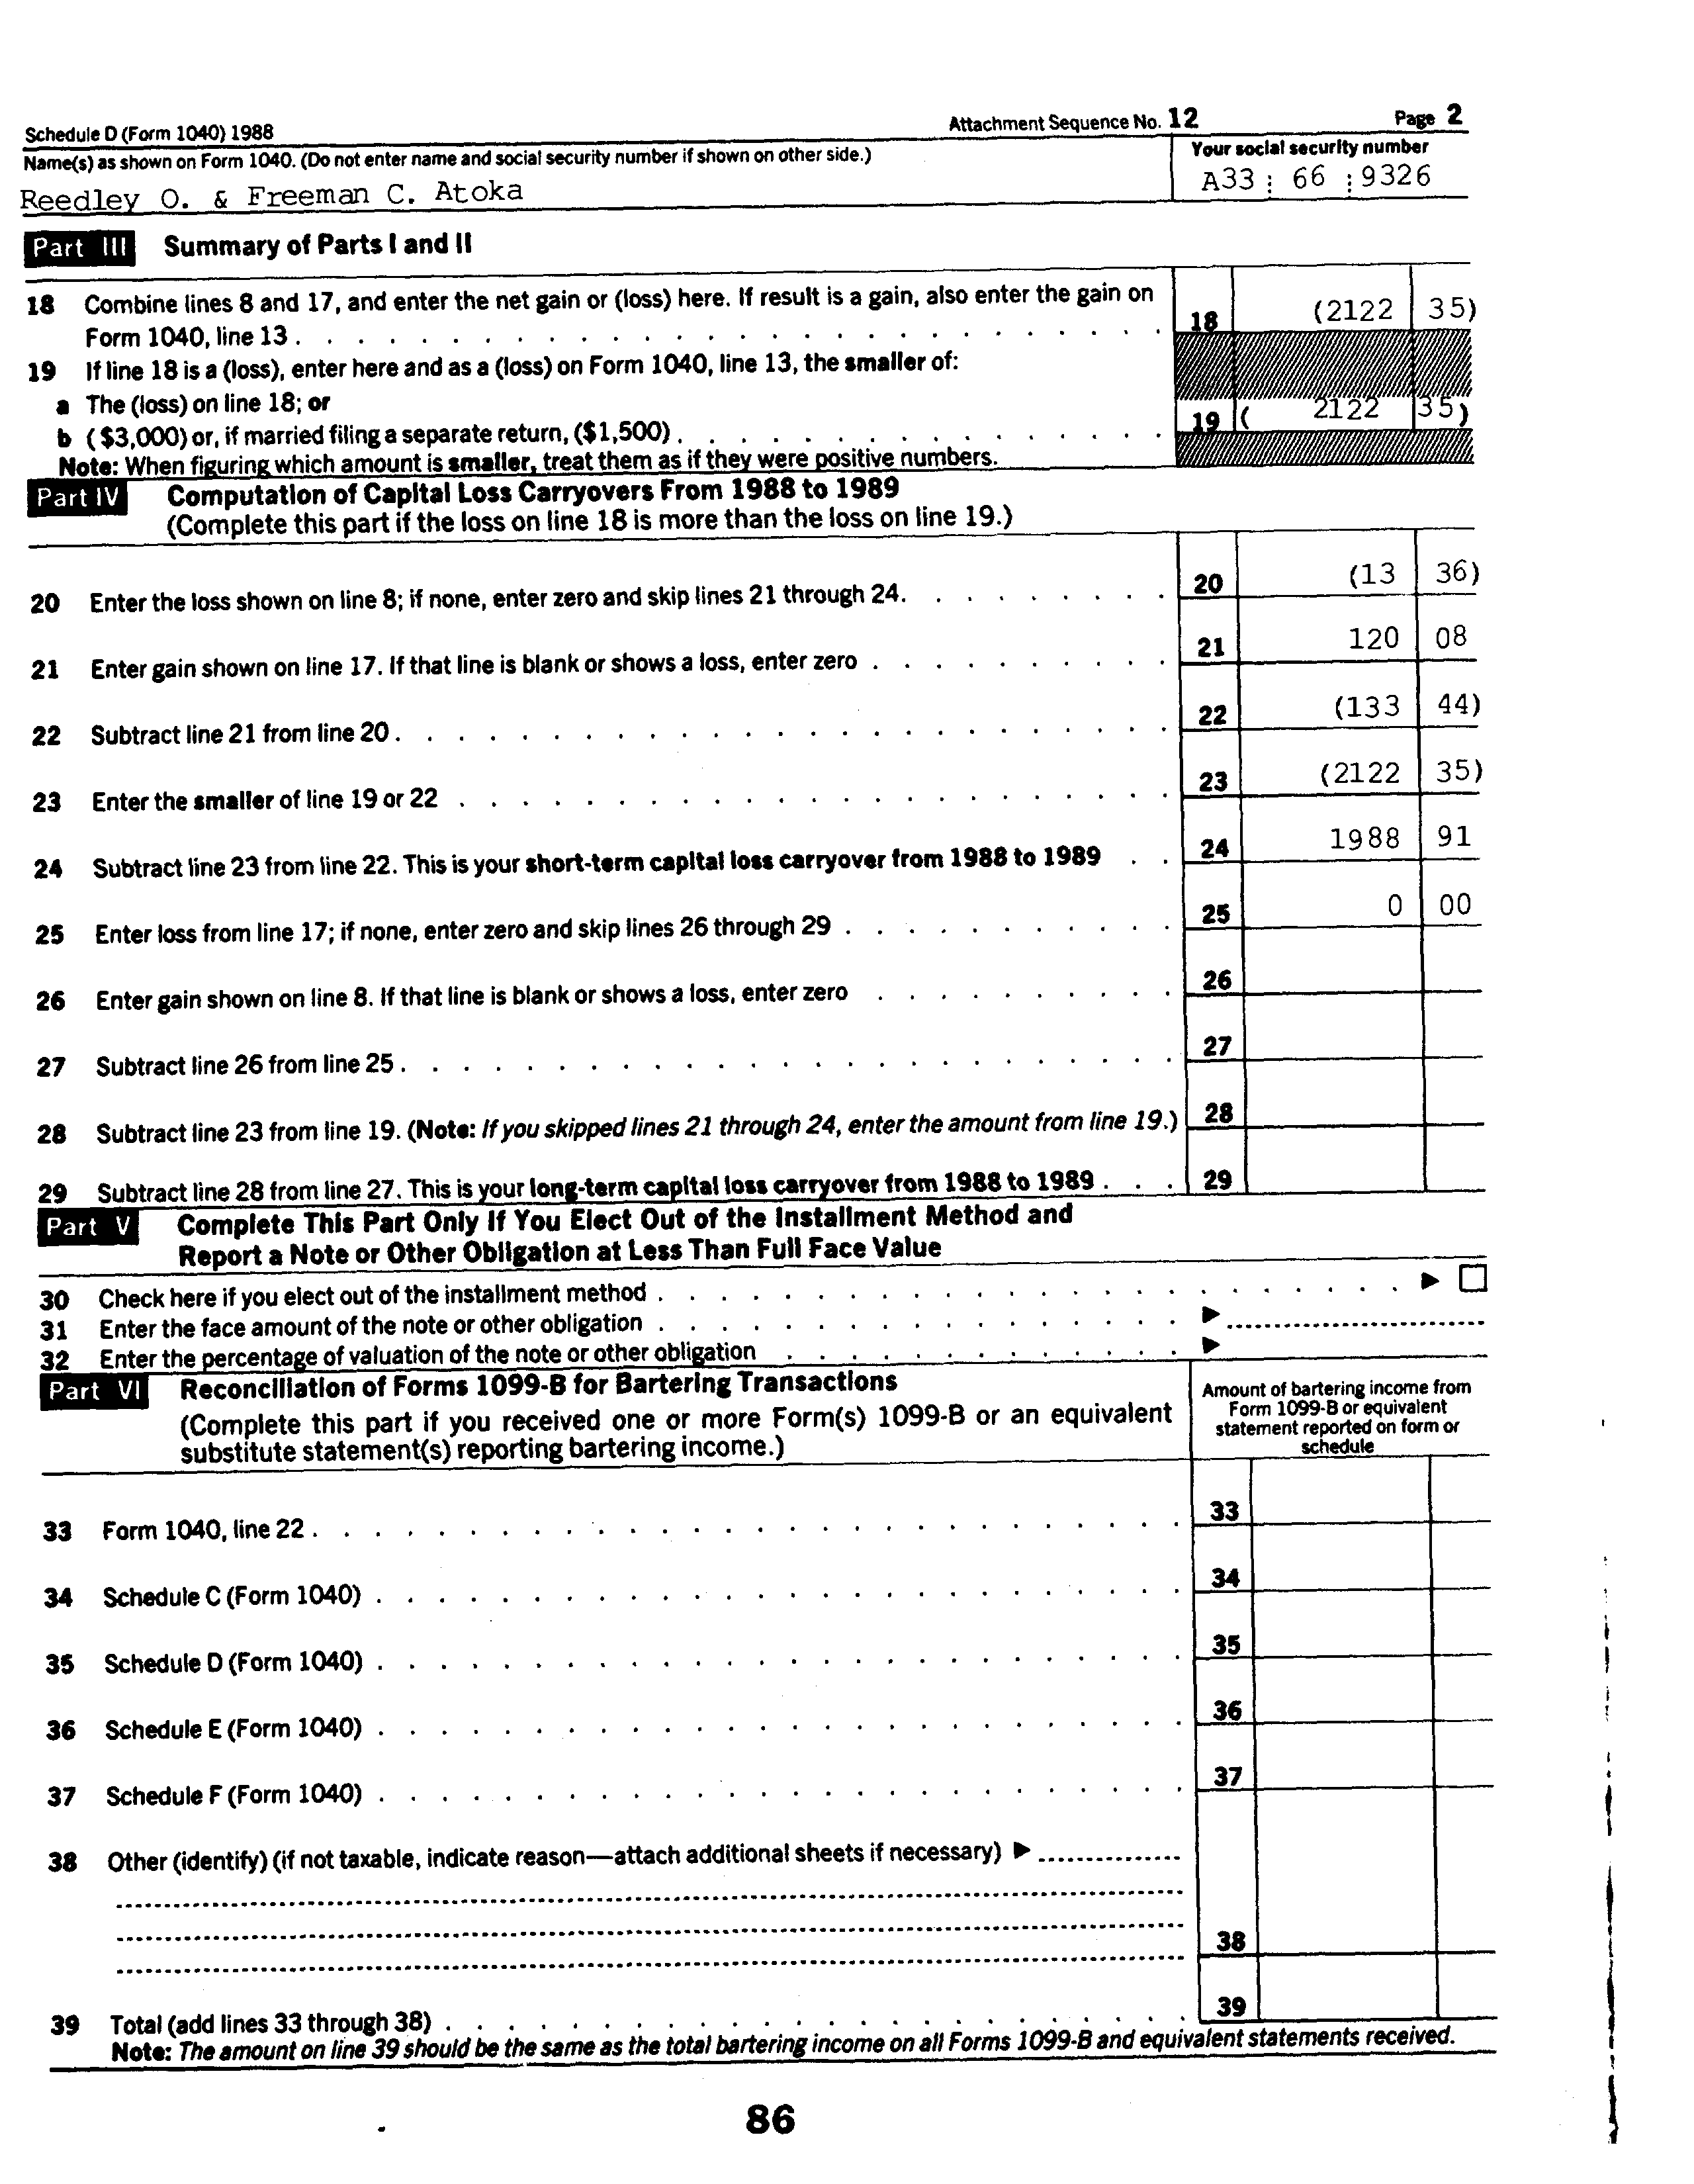 Schedule D (Form 1040) 1988 Attachment Sequence No. 12 Page 2
Name(s) as shown on Form 1040. (Do not enter name and social security number if shown on other side.) Your social security number
Reedley O. & Freeman C. Atoka A33 : 66 : 9326
Part III Summary of Parts I and II
18 Combine lines 8 and 17, and enter the net gain or (loss) here. If result is a gain, also enter the gain on
Form 1040, line 13 . . . . . . . . . . . . . . . . . . . . 18 (2122 35)
19 If line 18 is a (loss), enter here and as a (loss) on Form 1040, line 13, the smaller of:
a The (loss) on line 18; or
b ($3,000) or, if married filing a separate return, ($1,500) . . . . . . . . . . 19 ( 2122 35)
Note: When figuring which amount is smaller, treat them as if they were positive numbers.
Part IV Computation of Capital Loss Carryovers From 1988 to 1989
(Complete this part if the loss on line 18 is more than the loss on line 19.)
20 Enter the loss shown on line 8; if none, enter zero and skip lines 21 through 24. . . . . . . . . 20 (13 36)
21 Enter gain shown on line 17. If that line is blank or shows a loss, enter zero . . . . . . . . . . 21 120 08
22 Subtract line 21 from line 20 . . . . . . . . . . . . . . . . . . . . 22 (133 44)
23 Enter the smaller of line 19 or 22 . . . . . . . . . . . . . . . . . . . . 23 (2122 35)
24 Subtract line 23 from line 22. This is your short-term capital loss carryover from 1988 to 1989 . . 24 1988 91
25 Enter loss from line 17; if none, enter zero and skip lines 26 through 29 . . . . . . . . . . . 25 0 00
26 Enter gain shown on line 8. If that line is blank or shows a loss, enter zero . . . . . . . . . . 26
27 Subtract line 26 from line 25 . . . . . . . . . . . . . . . . . . . . 27
28 Subtract line 23 from line 19. (Note: If you skipped lines 21 through 24, enter the amount from line 19.) 28
29 Subtract line 28 from line 27. This is your long-term capital loss carryover from 1988 to 1989 . . . 29
Part V Complete This Part Only If You Elect Out of the Installment Method and
Report a Note or Other Obligation at Less Than Full Face Value
30 Check here if you elect out of the installment method . . . . . . . . . . . . . . . . . . . . ▶ ☐
31 Enter the face amount of the note or other obligation . . . . . . . . . . . . . . . . . . ▶
32 Enter the percentage of valuation of the note or other obligation . . . . . . . . . . . . . ▶
Part VI Reconciliation of Forms 1099-B for Bartering Transactions
(Complete this part if you received one or more Form(s) 1099-B or an equivalent
substitute statement(s) reporting bartering income.)
Amount of bartering income from
Form 1099-B or equivalent
statement reported on form or
schedule
33 Form 1040, line 22 . . . . . . . . . . . . . . . . . . . . 33
34 Schedule C (Form 1040) . . . . . . . . . . . . . . . . . . . . 34
35 Schedule D (Form 1040) . . . . . . . . . . . . . . . . . . . . 35
36 Schedule E (Form 1040) . . . . . . . . . . . . . . . . . . . . 36
37 Schedule F (Form 1040) . . . . . . . . . . . . . . . . . . . . 37
38 Other (identify) (if not taxable, indicate reason—attach additional sheets if necessary) ▶ ...............
38
39 Total (add lines 33 through 38) . . . . . . . . . . . . . . . . . . . . 39
Note: The amount on line 39 should be the same as the total bartering income on all Forms 1099-B and equivalent statements received.
86